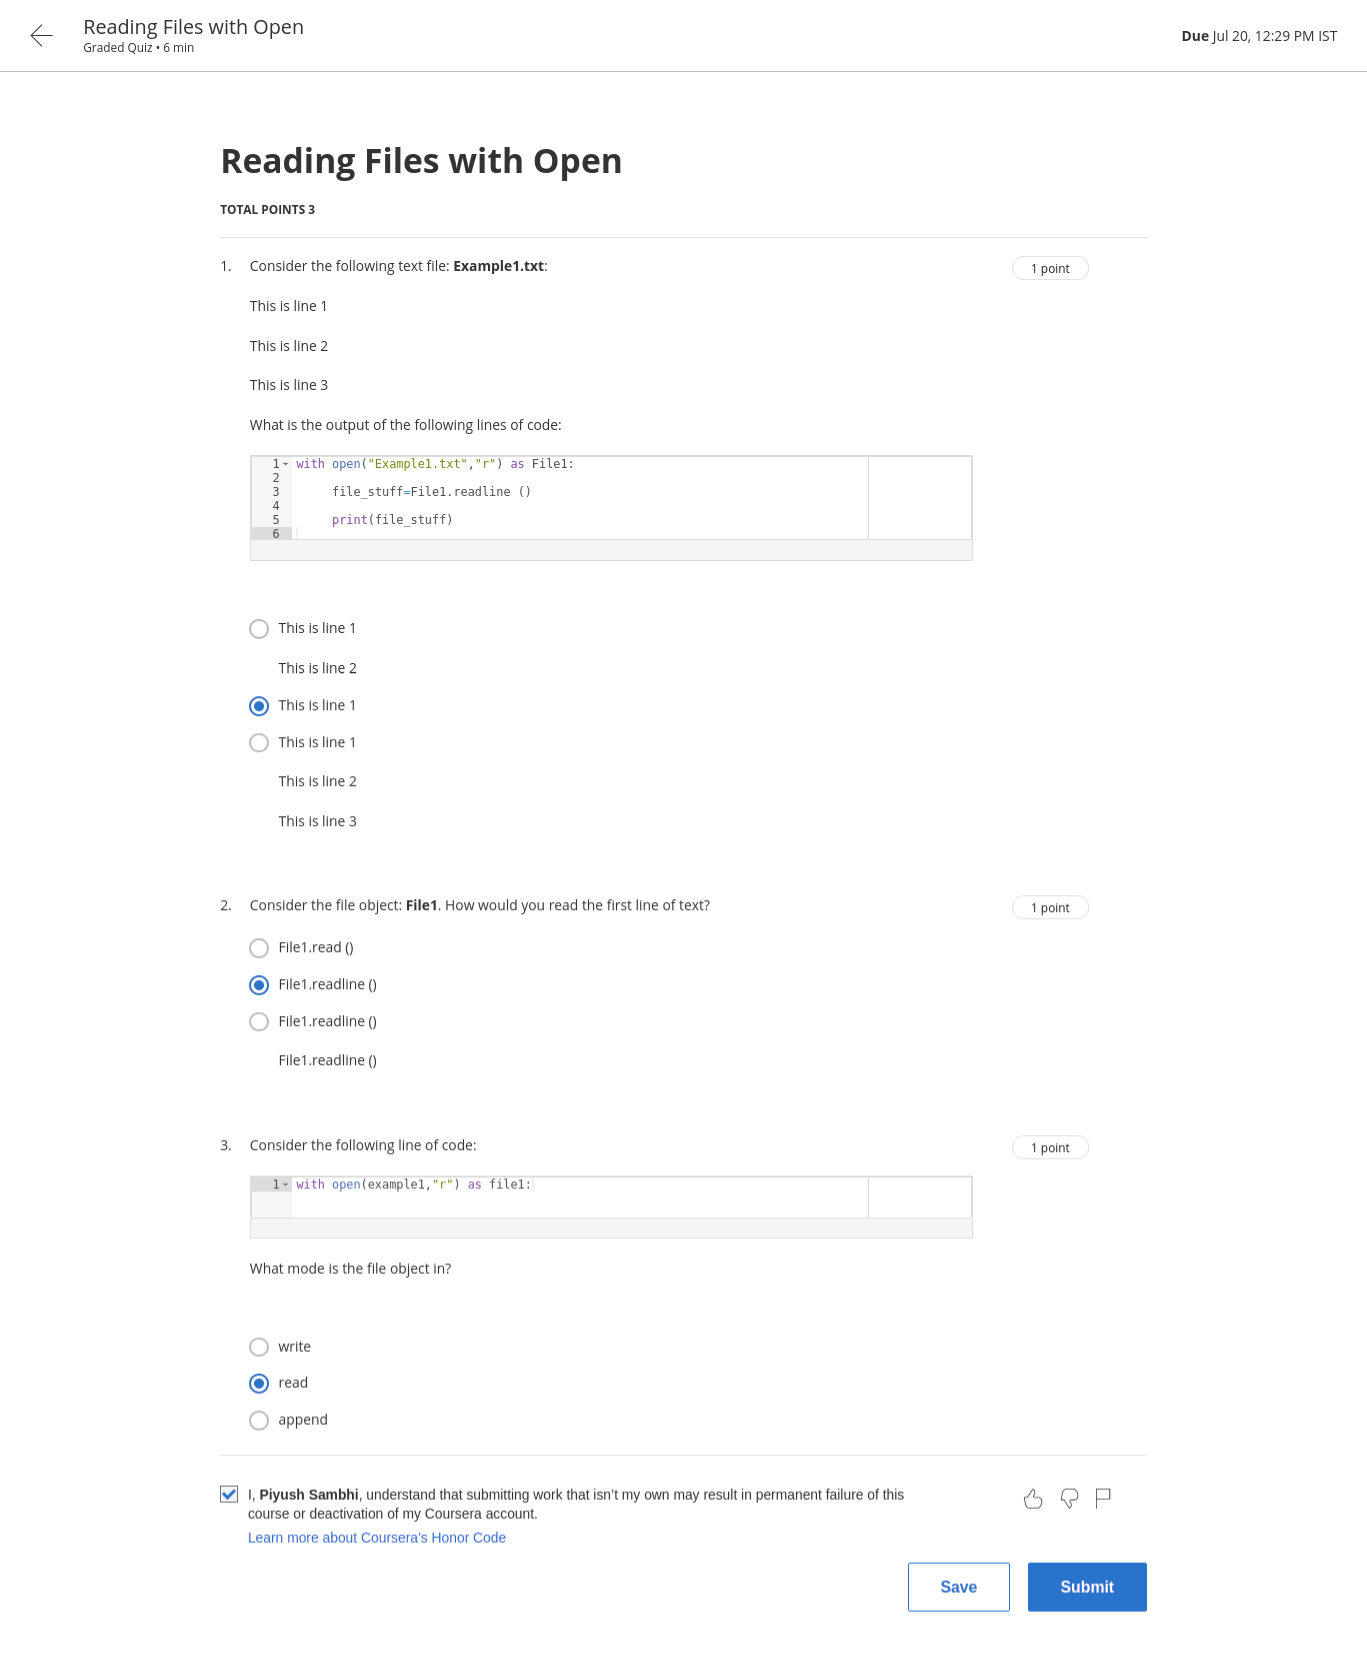 Reading Files with Open
Graded Quiz • 6 min
Due Jul 20, 12:29 PM IST
Reading Files with Open
TOTAL POINTS 3
1. Consider the following text file: Example1.txt:
1 point
This is line 1
This is line 2
This is line 3
What is the output of the following lines of code:
1 with open("Example1.txt","r") as File1:
2
3 file_stuff=File1.readline ()
4
5 print(file_stuff)
6
This is line 1
This is line 2
This is line 1
This is line 1
This is line 2
This is line 3
2. Consider the file object: File1. How would you read the first line of text?
1 point
File1.read ()
File1.readline ()
File1.readline ()
File1.readline ()
3. Consider the following line of code:
1 point
1 with open(example1,"r") as file1:
What mode is the file object in?
write
read
append
I, Piyush Sambhi, understand that submitting work that isn't my own may result in permanent failure of this
course or deactivation of my Coursera account.
Learn more about Coursera's Honor Code
Save
Submit